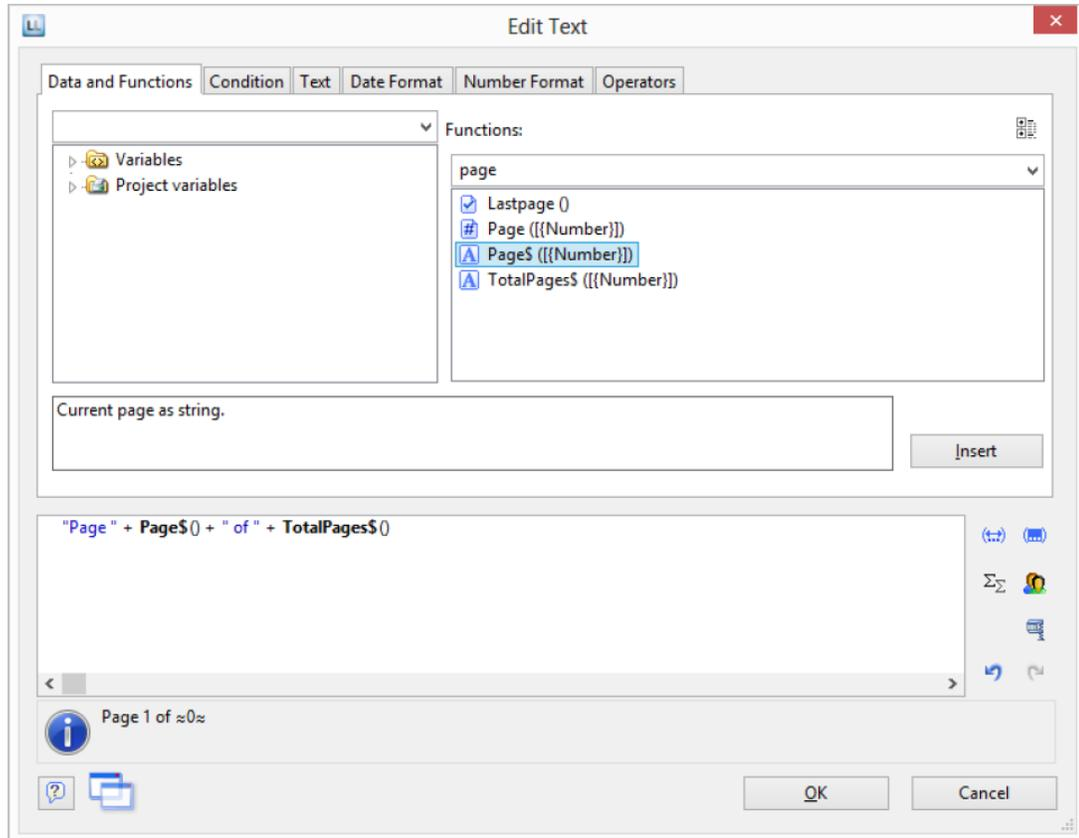 LL
Edit Text
Data and Functions Condition Text Date Format Number Format Operators
Functions:
Variables
Project variables
page
Lastpage ()
Page ([{Number}])
Page$ ([{Number}])
TotalPages$ ([{Number}])
Current page as string.
Insert
"Page " + Page$() + " of " + TotalPages$()
Page 1 of ≈0≈
OK Cancel